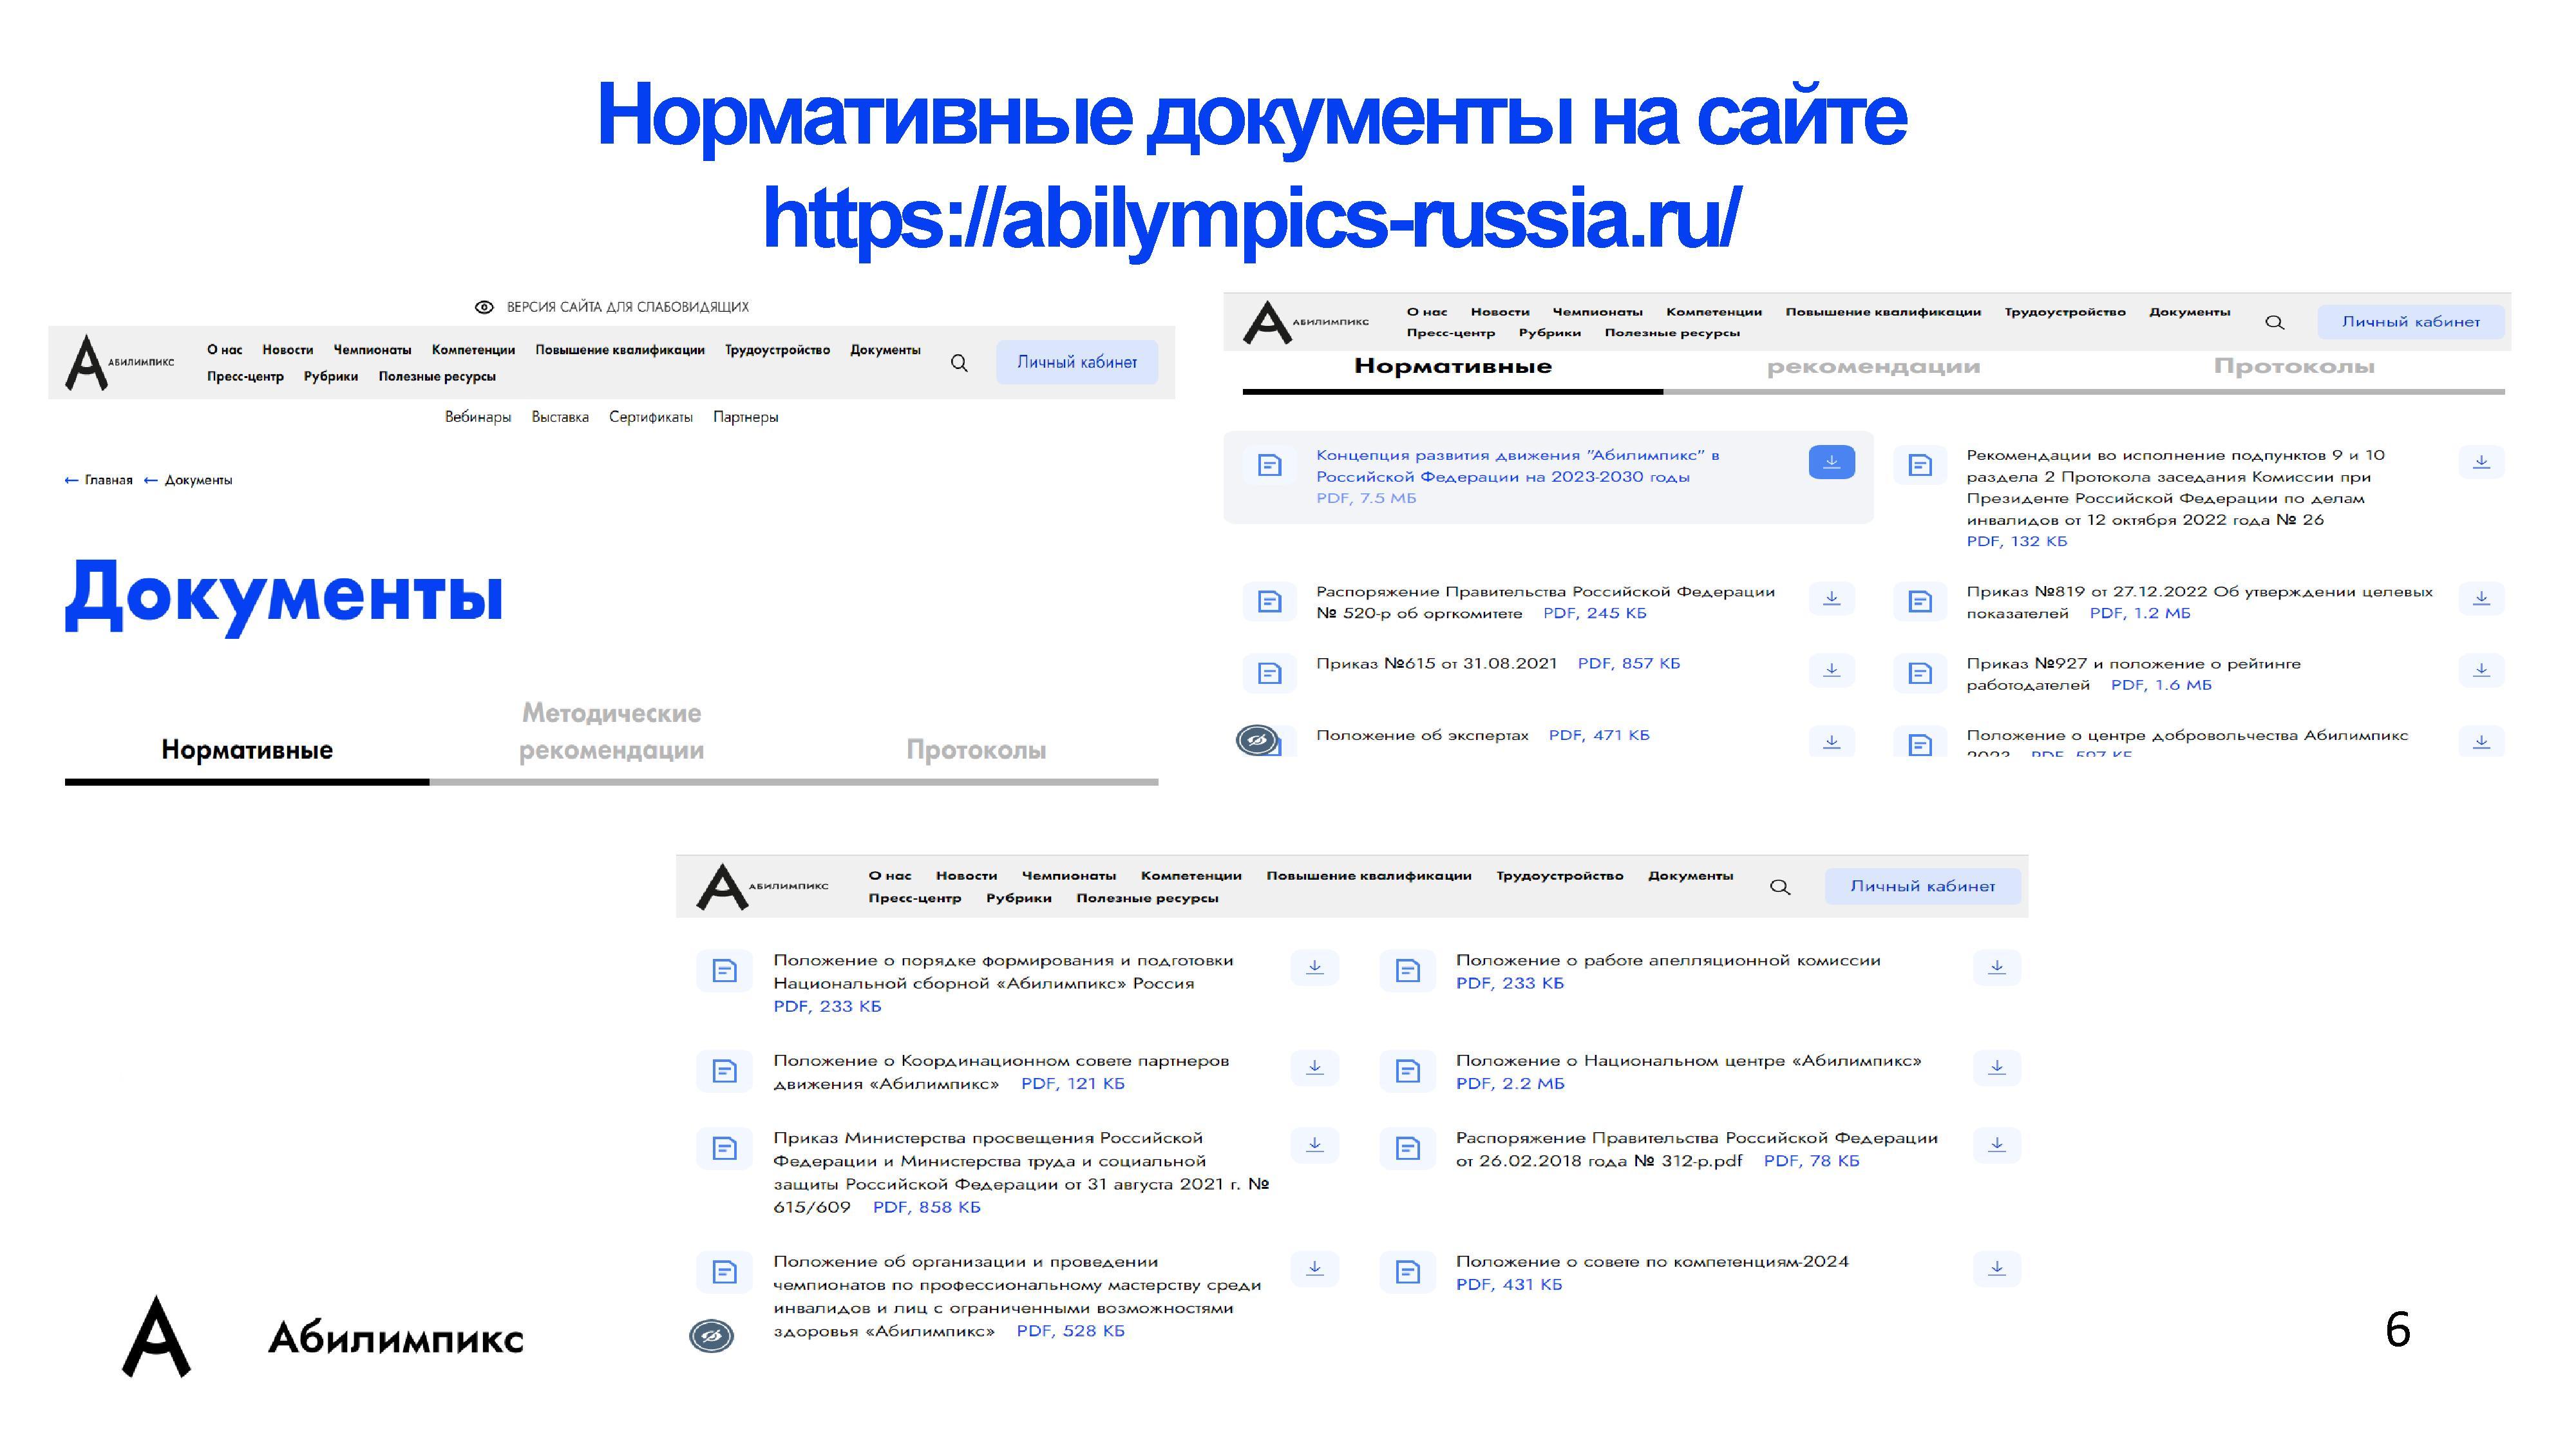 Нормативные документы на сайте
https://abilympics-russia.ru/
ВЕРСИЯ САЙТА ДЛЯ СЛАБОВИДЯЩИХ
АБИЛИМПИКС
О нас Новости Чемпионаты Компетенции Повышение квалификации Трудоустройство Документы
Пресс-центр Рубрики Полезные ресурсы
Личный кабинет
Вебинары Выставка Сертификаты Партнеры
← Главная ← Документы
Документы
Нормативные
Методические
рекомендации
Протоколы
АБИЛИМПИКС
О нас Новости Чемпионаты Компетенции Повышение квалификации Трудоустройство Документы
Пресс-центр Рубрики Полезные ресурсы
Личный кабинет
Нормативные рекомендации Протоколы
Концепция развития движения "Абилимпикс" в
Российской Федерации на 2023-2030 годы
PDF, 7.5 МБ
Рекомендации во исполнение подпунктов 9 и 10
раздела 2 Протокола заседания Комиссии при
Президенте Российской Федерации по делам
инвалидов от 12 октября 2022 года № 26
PDF, 132 КБ
Распоряжение Правительства Российской Федерации
№ 520-р об оргкомитете PDF, 245 КБ
Приказ №819 от 27.12.2022 Об утверждении целевых
показателей PDF, 1.2 МБ
Приказ №615 от 31.08.2021 PDF, 857 КБ
Приказ №927 и положение о рейтинге
работодателей PDF, 1.6 МБ
Положение об экспертах PDF, 471 КБ
Положение о центре добровольчества Абилимпикс
2023 PDF, 597 КБ
АБИЛИМПИКС
О нас Новости Чемпионаты Компетенции Повышение квалификации Трудоустройство Документы
Пресс-центр Рубрики Полезные ресурсы
Личный кабинет
Положение о порядке формирования и подготовки
Национальной сборной «Абилимпикс» Россия
PDF, 233 КБ
Положение о работе апелляционной комиссии
PDF, 233 КБ
Положение о Координационном совете партнеров
движения «Абилимпикс» PDF, 121 КБ
Положение о Национальном центре «Абилимпикс»
PDF, 2.2 МБ
Приказ Министерства просвещения Российской
Федерации и Министерства труда и социальной
защиты Российской Федерации от 31 августа 2021 г. №
615/609 PDF, 858 КБ
Распоряжение Правительства Российской Федерации
от 26.02.2018 года № 312-р.pdf PDF, 78 КБ
Положение об организации и проведении
чемпионатов по профессиональному мастерству среди
инвалидов и лиц с ограниченными возможностями
здоровья «Абилимпикс» PDF, 528 КБ
Положение о совете по компетенциям-2024
PDF, 431 КБ
Абилимпикс
6